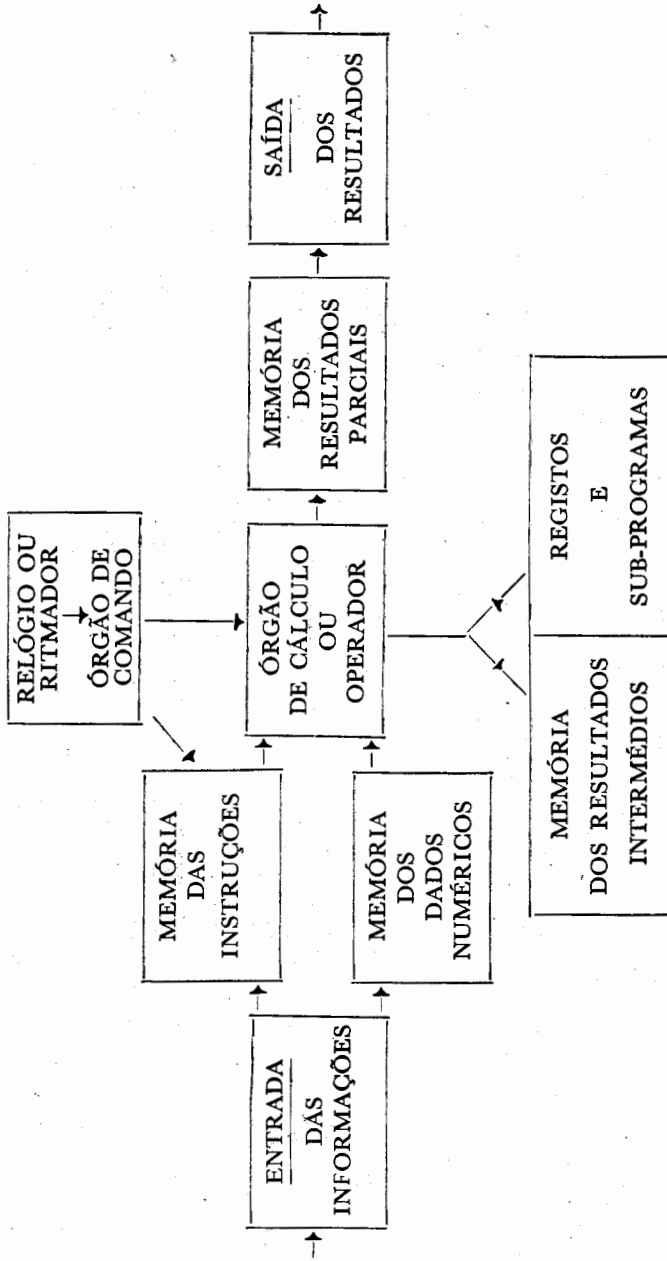 RELÓGIO OU
RITMADOR
ÓRGÃO DE
COMANDO
ENTRADA
DAS
INFORMAÇÕES
MEMÓRIA
DAS
INSTRUÇÕES
MEMÓRIA
DOS
DADOS
NUMÉRICOS
ÓRGÃO
DE CÁLCULO
OU
OPERADOR
MEMÓRIA
DOS
RESULTADOS
PARCIAIS
SAÍDA
DOS
RESULTADOS
MEMÓRIA
DOS RESULTADOS
INTERMÉDIOS
REGISTOS
E
SUB-PROGRAMAS